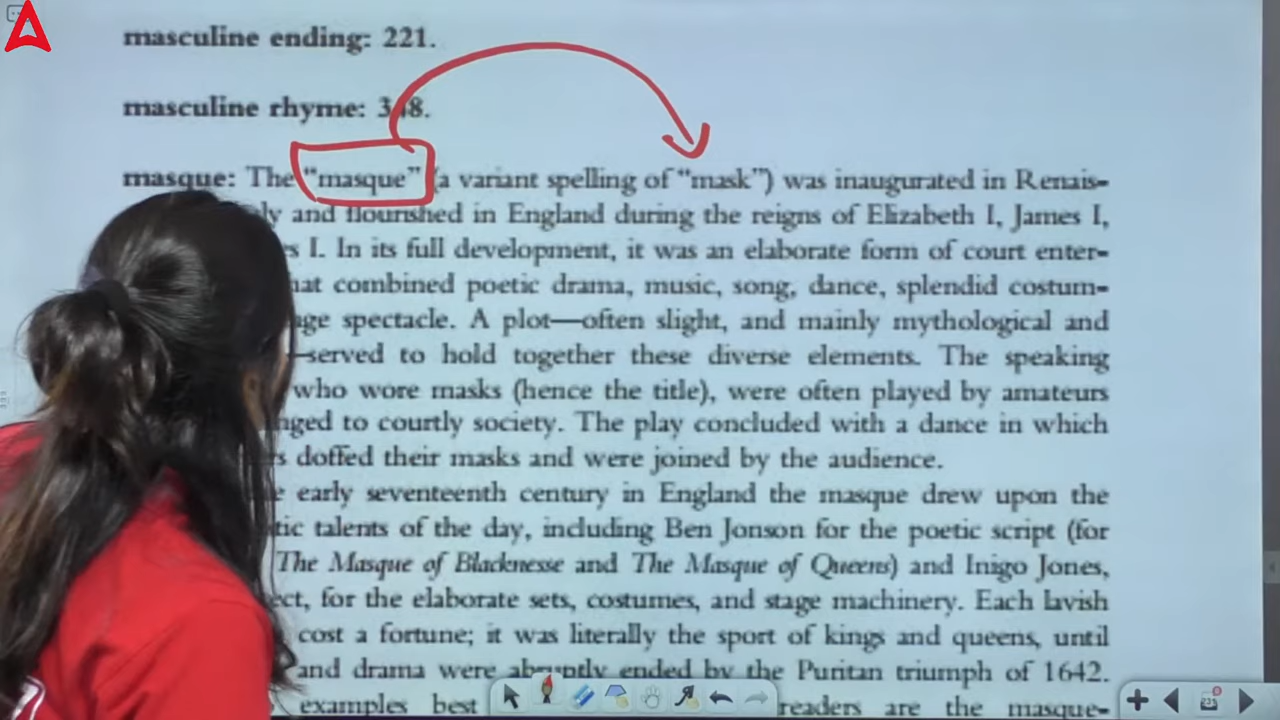 masculine ending: 221.
masculine rhyme: 348.
masque: The “masque” (a variant spelling of “mask”) was inaugurated in Renais-
ly and flourished in England during the reigns of Elizabeth I, James I,
s I. In its full development, it was an elaborate form of court enter-
hat combined poetic drama, music, song, dance, splendid costum-
age spectacle. A plot—often slight, and mainly mythological and
—served to hold together these diverse elements. The speaking
who wore masks (hence the title), were often played by amateurs
nged to courtly society. The play concluded with a dance in which
s doffed their masks and were joined by the audience.
e early seventeenth century in England the masque drew upon the
tic talents of the day, including Ben Jonson for the poetic script (for
The Masque of Blacknesse and The Masque of Queens) and Inigo Jones,
ect, for the elaborate sets, costumes, and stage machinery. Each lavish
cost a fortune; it was literally the sport of kings and queens, until
and drama were abruptly ended by the Puritan triumph of 1642.
examples best readers are the masque-